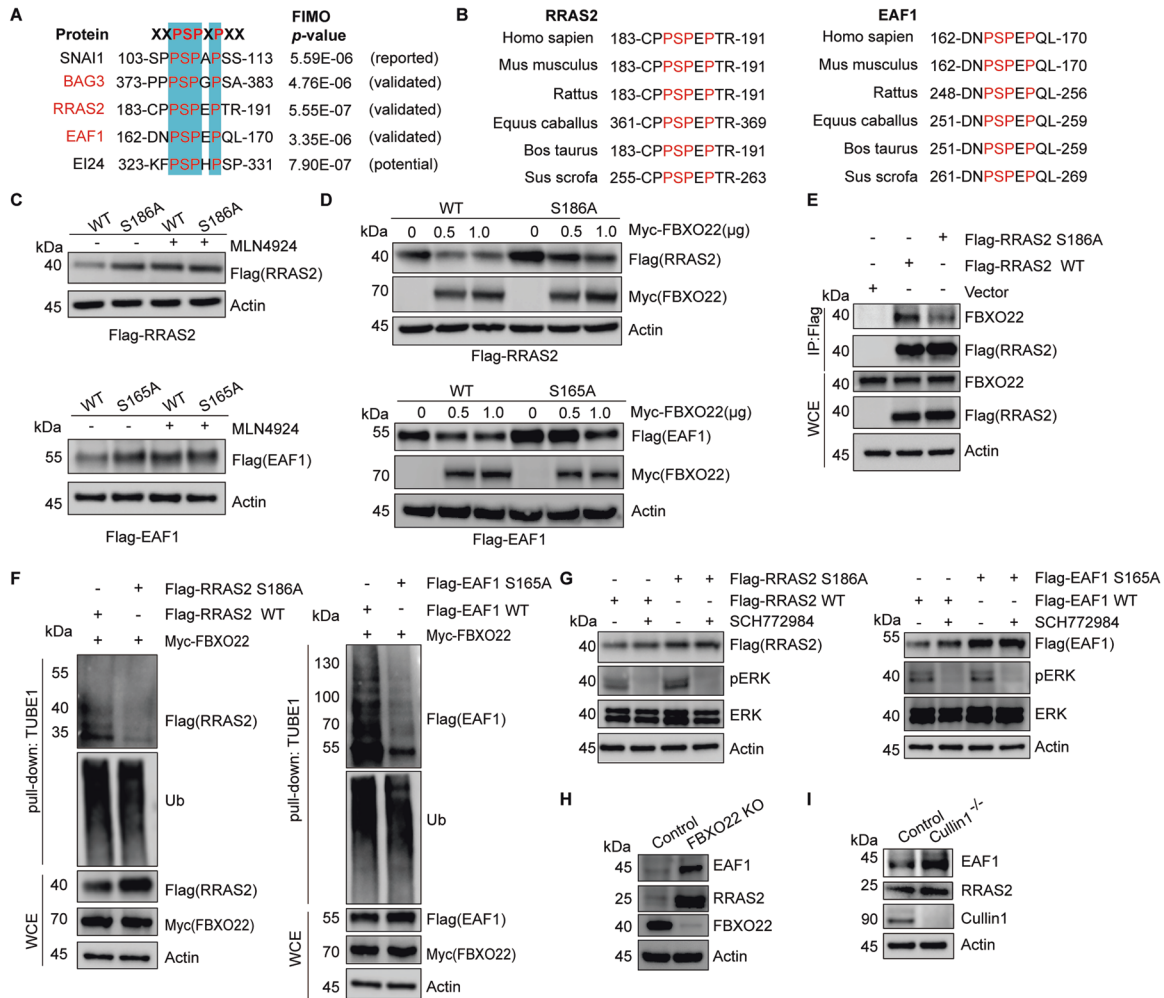 A
FIMO
Protein XXPSPXPXX p-value
SNAI1 103-SPPSPAPSS-113 5.59E-06 (reported)
BAG3 373-PPPSPGPSA-383 4.76E-06 (validated)
RRAS2 183-CPPSPEPTR-191 5.55E-07 (validated)
EAF1 162-DNPSPEPQL-170 3.35E-06 (validated)
EI24 323-KFPSPHPSP-331 7.90E-07 (potential)
B
RRAS2
Homo sapien 183-CPPSPEPTR-191
Mus musculus 183-CPPSPEPTR-191
Rattus 183-CPPSPEPTR-191
Equus caballus 361-CPPSPEPTR-369
Bos taurus 183-CPPSPEPTR-191
Sus scrofa 255-CPPSPEPTR-263
EAF1
Homo sapien 162-DNPSPEPQL-170
Mus musculus 162-DNPSPEPQL-170
Rattus 248-DNPSPEPQL-256
Equus caballus 251-DNPSPEPQL-259
Bos taurus 251-DNPSPEPQL-259
Sus scrofa 261-DNPSPEPQL-269
C
WT S186A WT S186A
kDa - - + + MLN4924
40 Flag(RRAS2)
45 Actin
Flag-RRAS2
WT S165A WT S165A
kDa - - + + MLN4924
55 Flag(EAF1)
45 Actin
Flag-EAF1
D
WT S186A
kDa 0 0.5 1.0 0 0.5 1.0 Myc-FBXO22(μg)
40 Flag(RRAS2)
70 Myc(FBXO22)
45 Actin
Flag-RRAS2
WT S165A
kDa 0 0.5 1.0 0 0.5 1.0 Myc-FBXO22(μg)
55 Flag(EAF1)
70 Myc(FBXO22)
45 Actin
Flag-EAF1
E
- - + Flag-RRAS2 S186A
- + - Flag-RRAS2 WT
kDa + - - Vector
IP:Flag
40 FBXO22
40 Flag(RRAS2)
WCE
40 FBXO22
40 Flag(RRAS2)
45 Actin
F
- + Flag-RRAS2 S186A
+ - Flag-RRAS2 WT
kDa + + Myc-FBXO22
pull-down: TUBE1
55
40 Flag(RRAS2)
35
Ub
WCE
40 Flag(RRAS2)
70 Myc(FBXO22)
45 Actin
- + Flag-EAF1 S165A
kDa + - Flag-EAF1 WT
+ + Myc-FBXO22
pull-down: TUBE1
130
100
70 Flag(EAF1)
55
Ub
WCE
55 Flag(EAF1)
70 Myc(FBXO22)
45 Actin
G
- - + + Flag-RRAS2 S186A
+ + - - Flag-RRAS2 WT
kDa - + - + SCH772984
40 Flag(RRAS2)
40 pERK
40 ERK
45 Actin
- - + + Flag-EAF1 S165A
+ + - - Flag-EAF1 WT
kDa - + - + SCH772984
55 Flag(EAF1)
40 pERK
40 ERK
45 Actin
H
kDa Control FBXO22 KO
45 EAF1
25 RRAS2
40 FBXO22
45 Actin
I
kDa Control Cullin1 -/-
45 EAF1
25 RRAS2
90 Cullin1
45 Actin